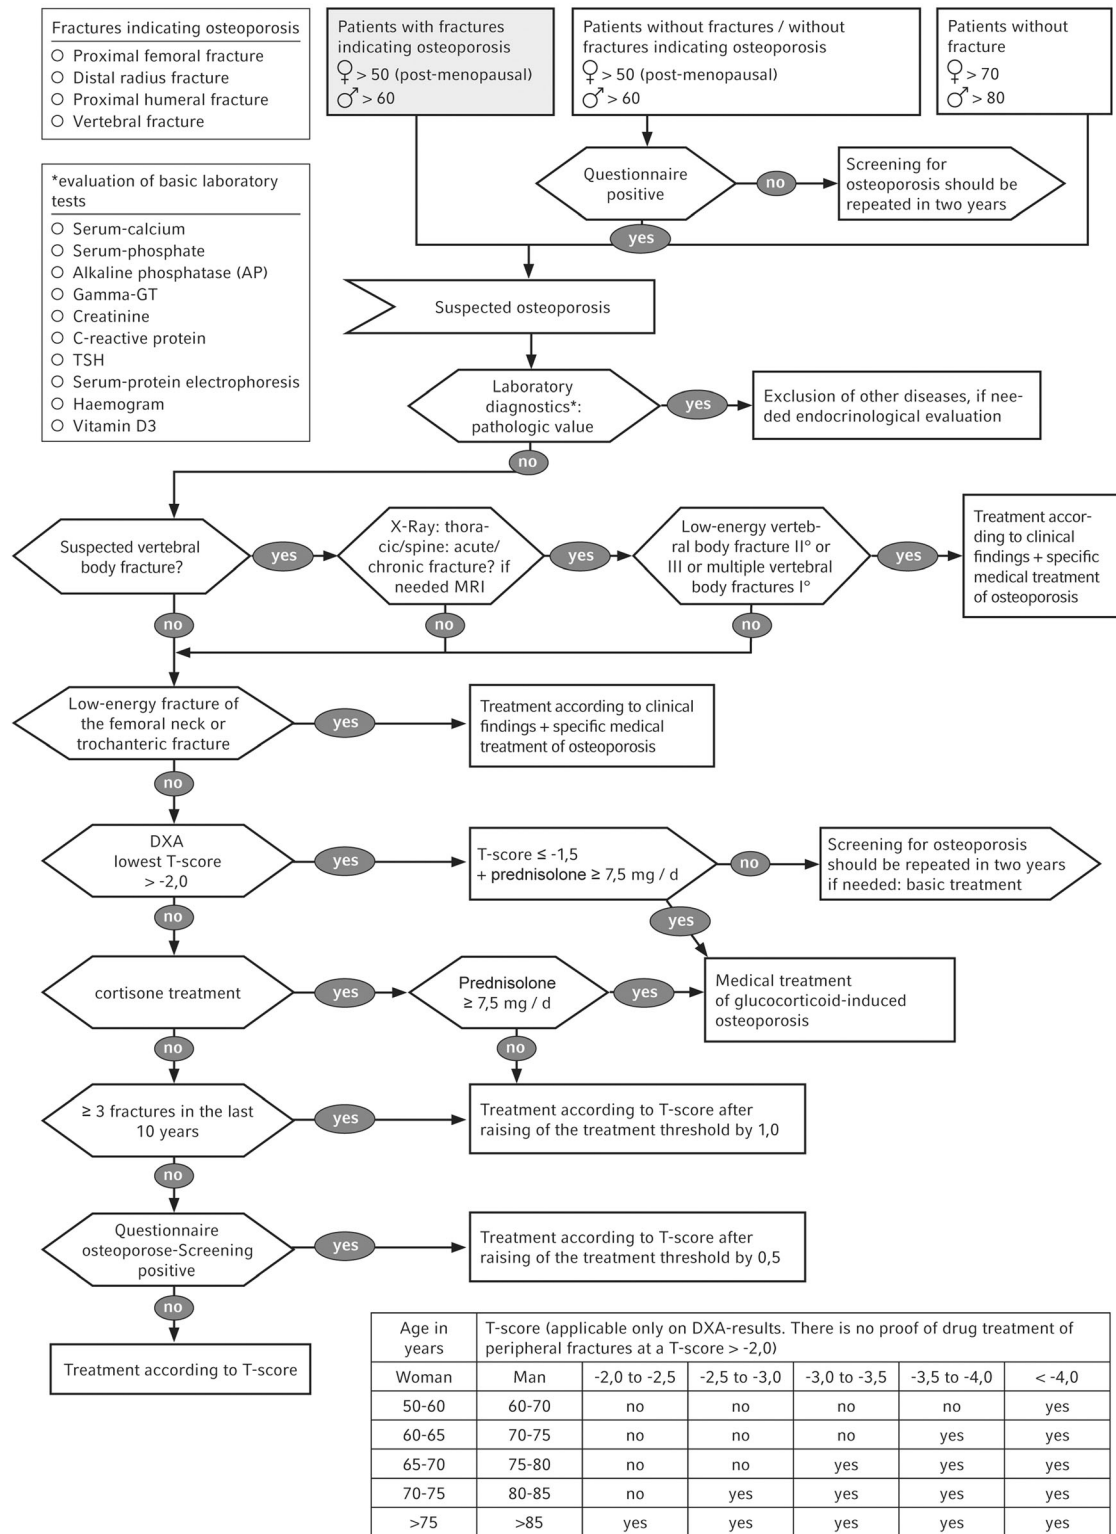 Fractures indicating osteoporosis
○ Proximal femoral fracture
○ Distal radius fracture
○ Proximal humeral fracture
○ Vertebral fracture
Patients with fractures
indicating osteoporosis
♀ > 50 (post-menopausal)
♂ > 60
Patients without fractures / without
fractures indicating osteoporosis
♀ > 50 (post-menopausal)
♂ > 60
Patients without
fracture
♀ > 70
♂ > 80
*evaluation of basic laboratory
tests
○ Serum-calcium
○ Serum-phosphate
○ Alkaline phosphatase (AP)
○ Gamma-GT
○ Creatinine
○ C-reactive protein
○ TSH
○ Serum-protein electrophoresis
○ Haemogram
○ Vitamin D3
Questionnaire
positive
no
Screening for
osteoporosis should be
repeated in two years
yes
Suspected osteoporosis
Laboratory
diagnostics*:
pathologic value
yes
Exclusion of other diseases, if nee-
ded endocrinological evaluation
no
Suspected vertebral
body fracture?
yes
X-Ray: thora-
cic/spine: acute/
chronic fracture? if
needed MRI
yes
Low-energy verteb-
ral body fracture II° or
III or multiple vertebral
body fractures I°
yes
Treatment accor-
ding to clinical
findings + specific
medical treatment
of osteoporosis
no
no
no
Low-energy fracture of
the femoral neck or
trochanteric fracture
yes
Treatment according to clinical
findings + specific medical
treatment of osteoporosis
no
DXA
lowest T-score
> -2,0
yes
T-score ≤ -1,5
+ prednisolone ≥ 7,5 mg / d
no
Screening for osteoporosis
should be repeated in two years
if needed: basic treatment
no
yes
cortisone treatment
yes
Prednisolone
≥ 7,5 mg / d
yes
Medical treatment
of glucocorticoid-induced
osteoporosis
no
no
≥ 3 fractures in the last
10 years
yes
Treatment according to T-score after
raising of the treatment threshold by 1,0
no
Questionnaire
osteoporose-Screening
positive
yes
Treatment according to T-score after
raising of the treatment threshold by 0,5
no
Treatment according to T-score
Age in
years
T-score (applicable only on DXA-results. There is no proof of drug treatment of
peripheral fractures at a T-score > -2,0)
Woman Man -2,0 to -2,5 -2,5 to -3,0 -3,0 to -3,5 -3,5 to -4,0 < -4,0
50-60 60-70 no no no no yes
60-65 70-75 no no no yes yes
65-70 75-80 no no yes yes yes
70-75 80-85 no yes yes yes yes
>75 >85 yes yes yes yes yes